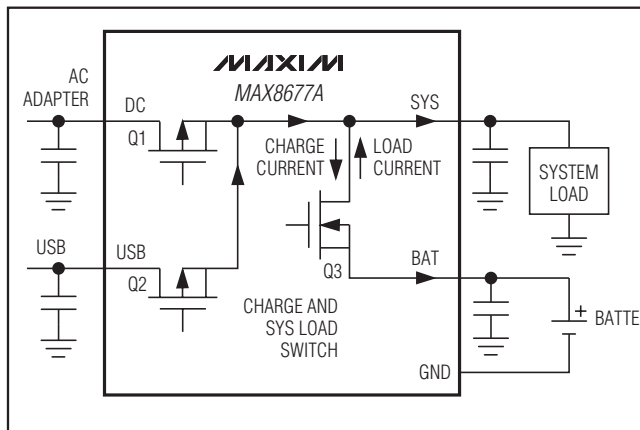 MAXIM
MAX8677A
AC
ADAPTER
DC
Q1
SYS
CHARGE
CURRENT
LOAD
CURRENT
SYSTEM
LOAD
USB
USB
Q2
Q3
BAT
CHARGE AND
SYS LOAD
SWITCH
+
BATTE
GND